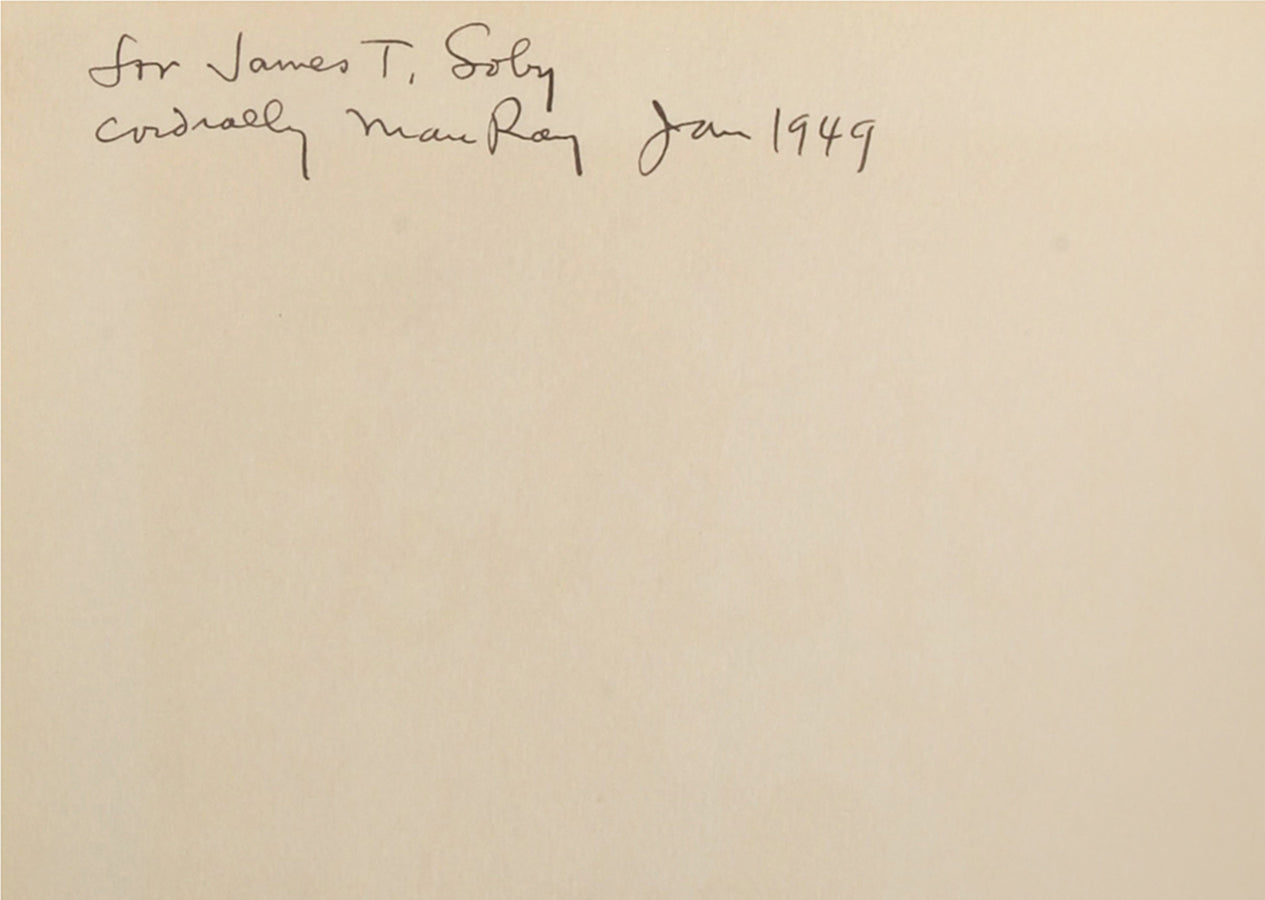 for James T. Soby
cordially Man Ray Jan 1949